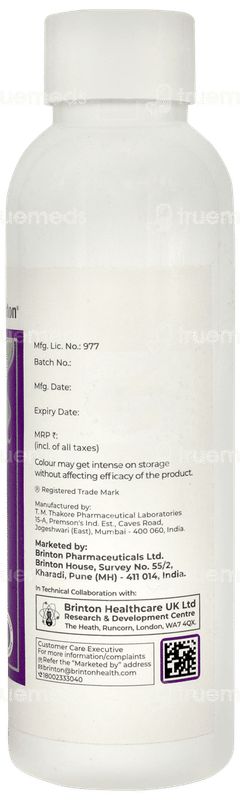 truemeds
Mfg. Lic. No.: 977
Batch No.:
Mfg. Date:
Expiry Date:
MRP ₹:
(incl. of all taxes)
Colour may get intense on storage
without affecting efficacy of the product.
® Registered Trade Mark
Manufactured by:
T. M. Thakore Pharmaceutical Laboratories
15-A, Premson's Ind. Est., Caves Road,
Jogeshwari (East), Mumbai - 400 060, India.
Marketed by:
Brinton Pharmaceuticals Ltd.
Brinton House, Survey No. 55/2,
Kharadi, Pune (MH) - 411 014, India.
In Technical Collaboration with:
Brinton Healthcare UK Ltd
Research & Development Centre
The Heath, Runcorn, London, WA7 4QX.
Customer Care Executive
For more information/complaints
Refer the "Marketed by" address
brinton@brintonhealth.com
18002333040